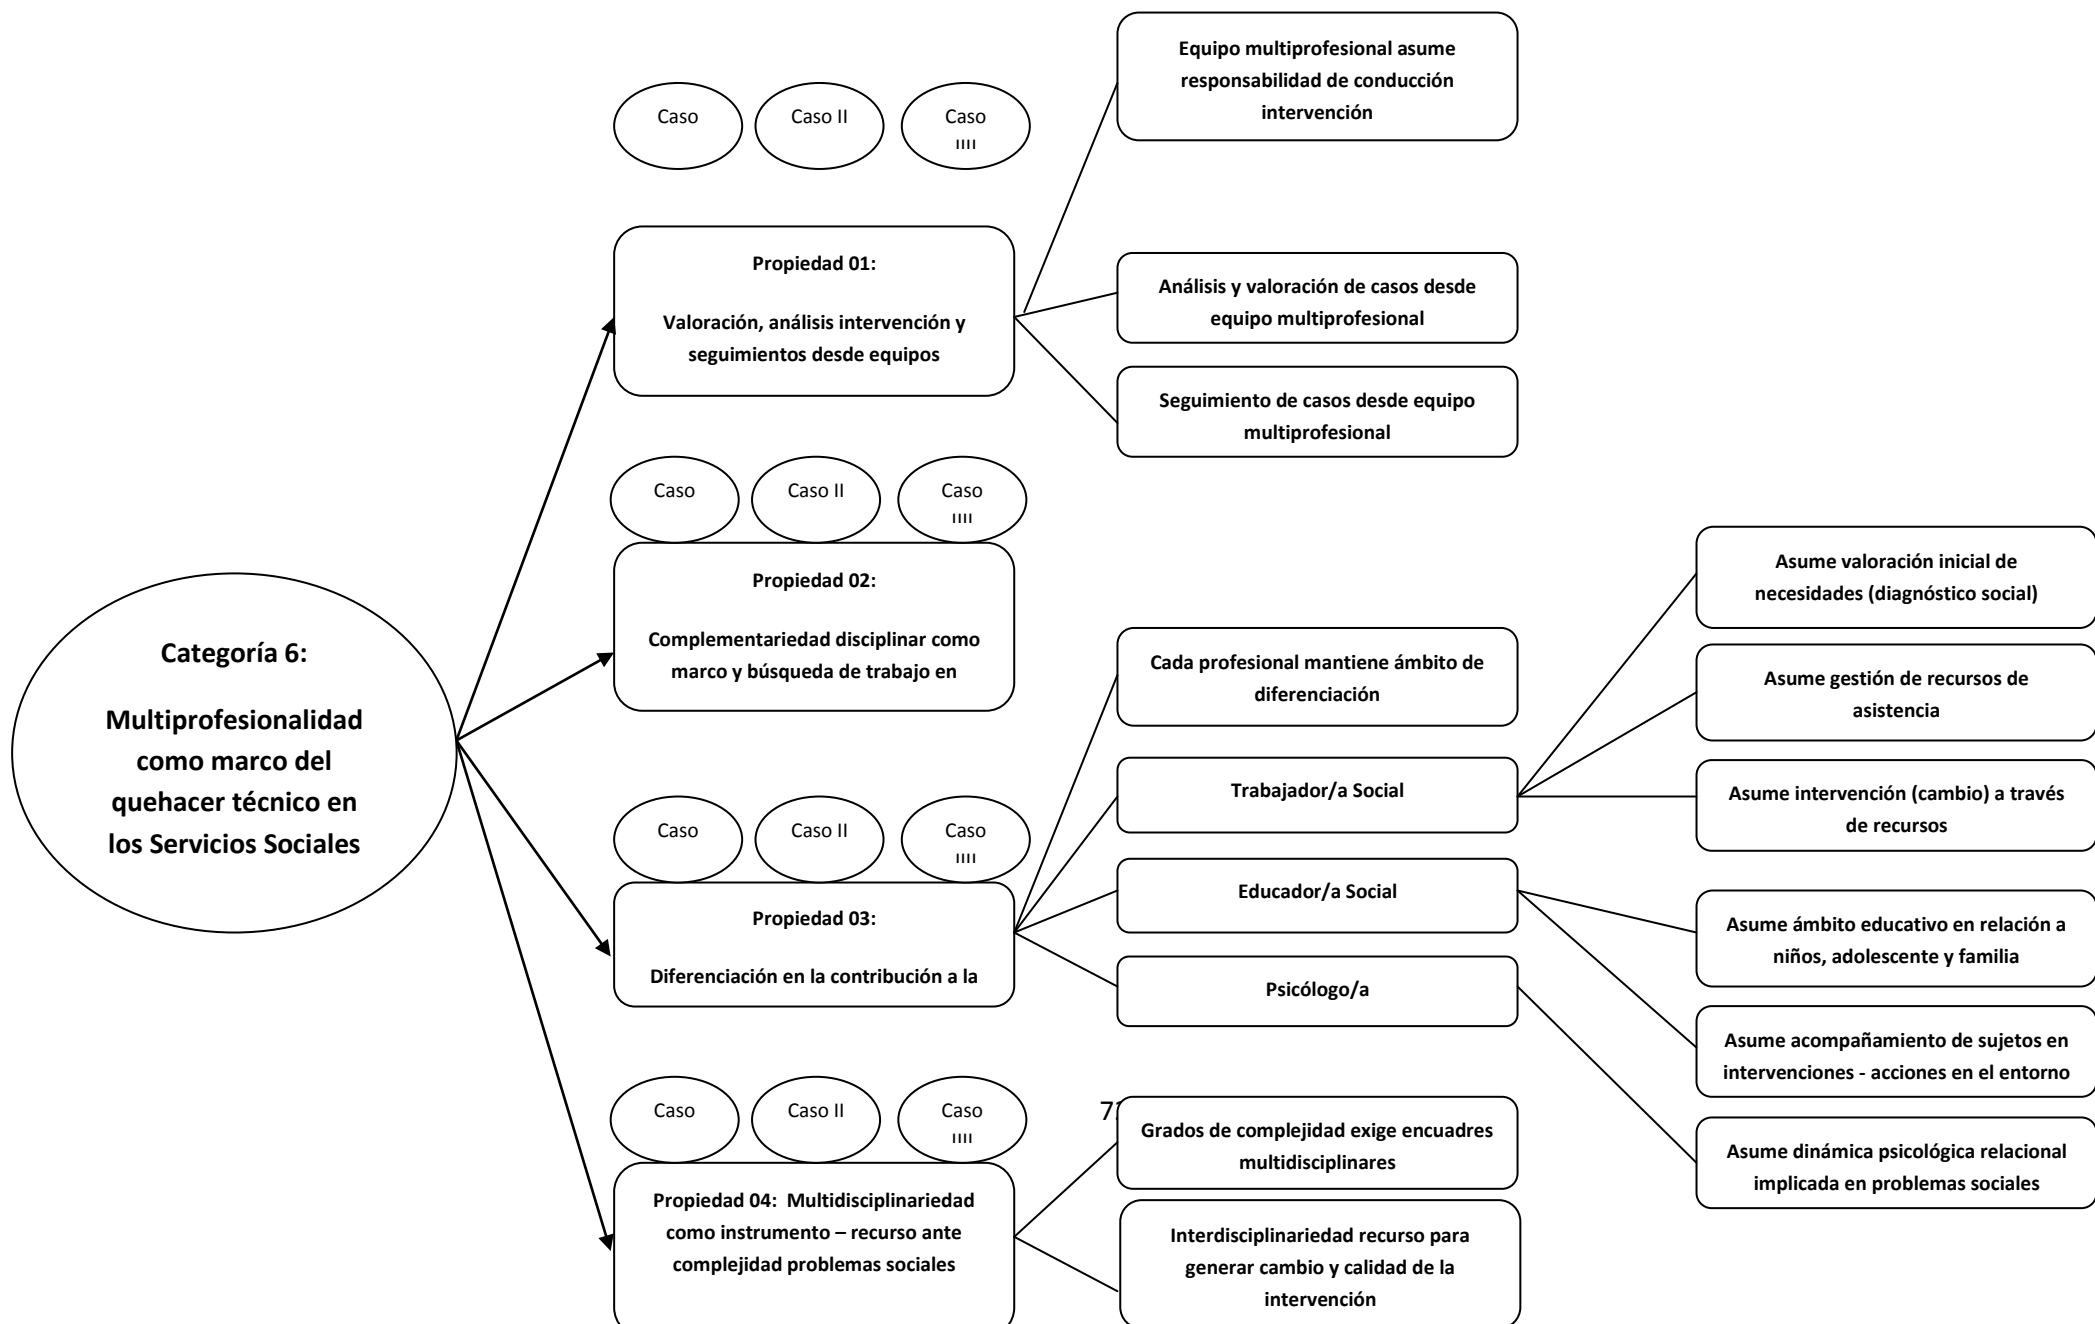 Categoría 6:
Multiprofesionalidad
como marco del
quehacer técnico en
los Servicios Sociales
Caso
Caso II
Caso
Propiedad 01:
Valoración, análisis intervención y
seguimientos desde equipos
Equipo multiprofesional asume
responsabilidad de conducción
intervención
Análisis y valoración de casos desde
equipo multiprofesional
Seguimiento de casos desde equipo
multiprofesional
Caso
Caso II
Caso
Propiedad 02:
Complementariedad disciplinar como
marco y búsqueda de trabajo en
Caso
Caso II
Caso
Propiedad 03:
Diferenciación en la contribución a la
Cada profesional mantiene ámbito de
diferenciación
Trabajador/a Social
Asume valoración inicial de
necesidades (diagnóstico social)
Asume gestión de recursos de
asistencia
Asume intervención (cambio) a través
de recursos
Educador/a Social
Asume ámbito educativo en relación a
niños, adolescente y familia
Asume acompañamiento de sujetos en
intervenciones - acciones en el entorno
Psicólogo/a
Asume dinámica psicológica relacional
implicada en problemas sociales
Caso
Caso II
Caso
Propiedad 04: Multidisciplinariedad
como instrumento – recurso ante
complejidad problemas sociales
Grados de complejidad exige encuadres
multidisciplinares
Interdisciplinariedad recurso para
generar cambio y calidad de la
intervención